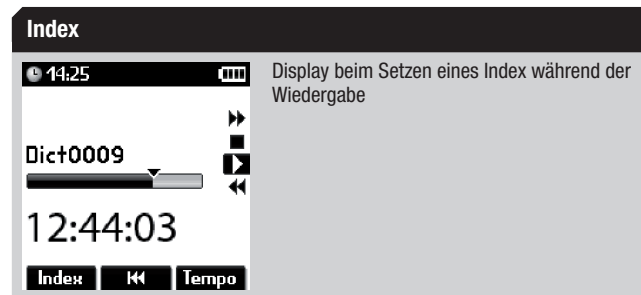 Index
14:25
Display beim Setzen eines Index während der
Wiedergabe
Dict0009
12:44:03
Index Tempo